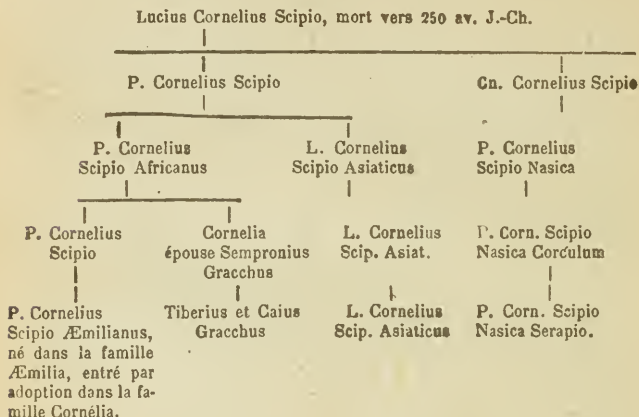 Lucius Cornelius Scipio, mort vers 250 av. J.-Ch.
P. Cornelius Scipio
Cn. Cornelius Scipio
P. Cornelius
Scipio Africanus
L. Cornelius
Scipio Asiaticus
P. Cornelius
Scipio Nasica
P. Cornelius
Scipio
Cornelia
épouse Sempronius
Gracchus
L. Cornelius
Scip. Asiat.
P. Corn. Scipio
Nasica Corculum
P. Cornelius
Scipio Æmilianus,
né dans la famille
Æmilia, entré par
adoption dans la fa-
mille Cornélia.
Tiberius et Caius
Gracchus
L. Cornelius
Scip. Asiaticus
P. Corn. Scipio
Nasica Serapio.